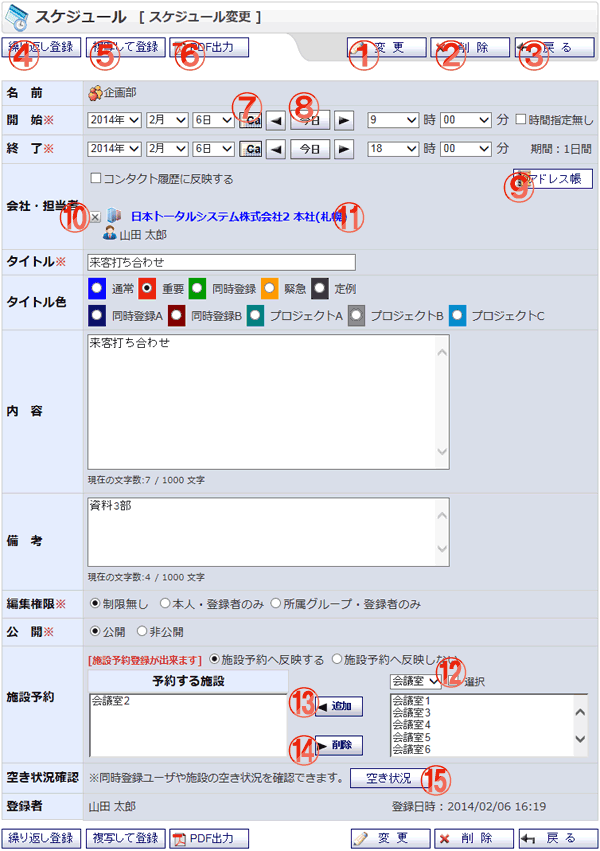 スケジュール [ スケジュール変更 ]
④繰り返し登録 ⑤複写して登録 ⑥PDF出力 ①変 更 ②削 除 ③戻 る
名 前 企画部
⑦ ⑧
開 始※ 2014年 2月 6日 Ca ◀ 今日 ▶ 9 時 00 分 時間指定無し
終 了※ 2014年 2月 6日 Ca ◀ 今日 ▶ 18 時 00 分 期間：1日間
コンタクト履歴に反映する ⑨アドレス帳
会社・担当者 ⑩ 日本トータルシステム株式会社2 本社(札幌) ⑪
山田 太郎
タイトル※ 来客打ち合わせ
タイトル色 通常 重要 同時登録 緊急 定例
同時登録A 同時登録B プロジェクトA プロジェクトB プロジェクトC
内 容 来客打ち合わせ
現在の文字数:7 / 1000 文字
備 考 資料3部
現在の文字数:4 / 1000 文字
編集権限※ 制限無し 本人・登録者のみ 所属グループ・登録者のみ
公 開※ 公開 非公開
[施設予約登録が出来ます] 施設予約へ反映する 施設予約へ反映しない
施設予約 予約する施設 会議室 ⑫ 選択
会議室2 ⑬ ◀ 追加 会議室1
会議室3
会議室4
会議室5
⑭ ▶ 削除 会議室6
空き状況確認 ※同時登録ユーザや施設の空き状況を確認できます。 空き状況 ⑮
登録者 山田 太郎 登録日時：2014/02/06 16:19
繰り返し登録 複写して登録 PDF出力 変 更 削 除 戻 る